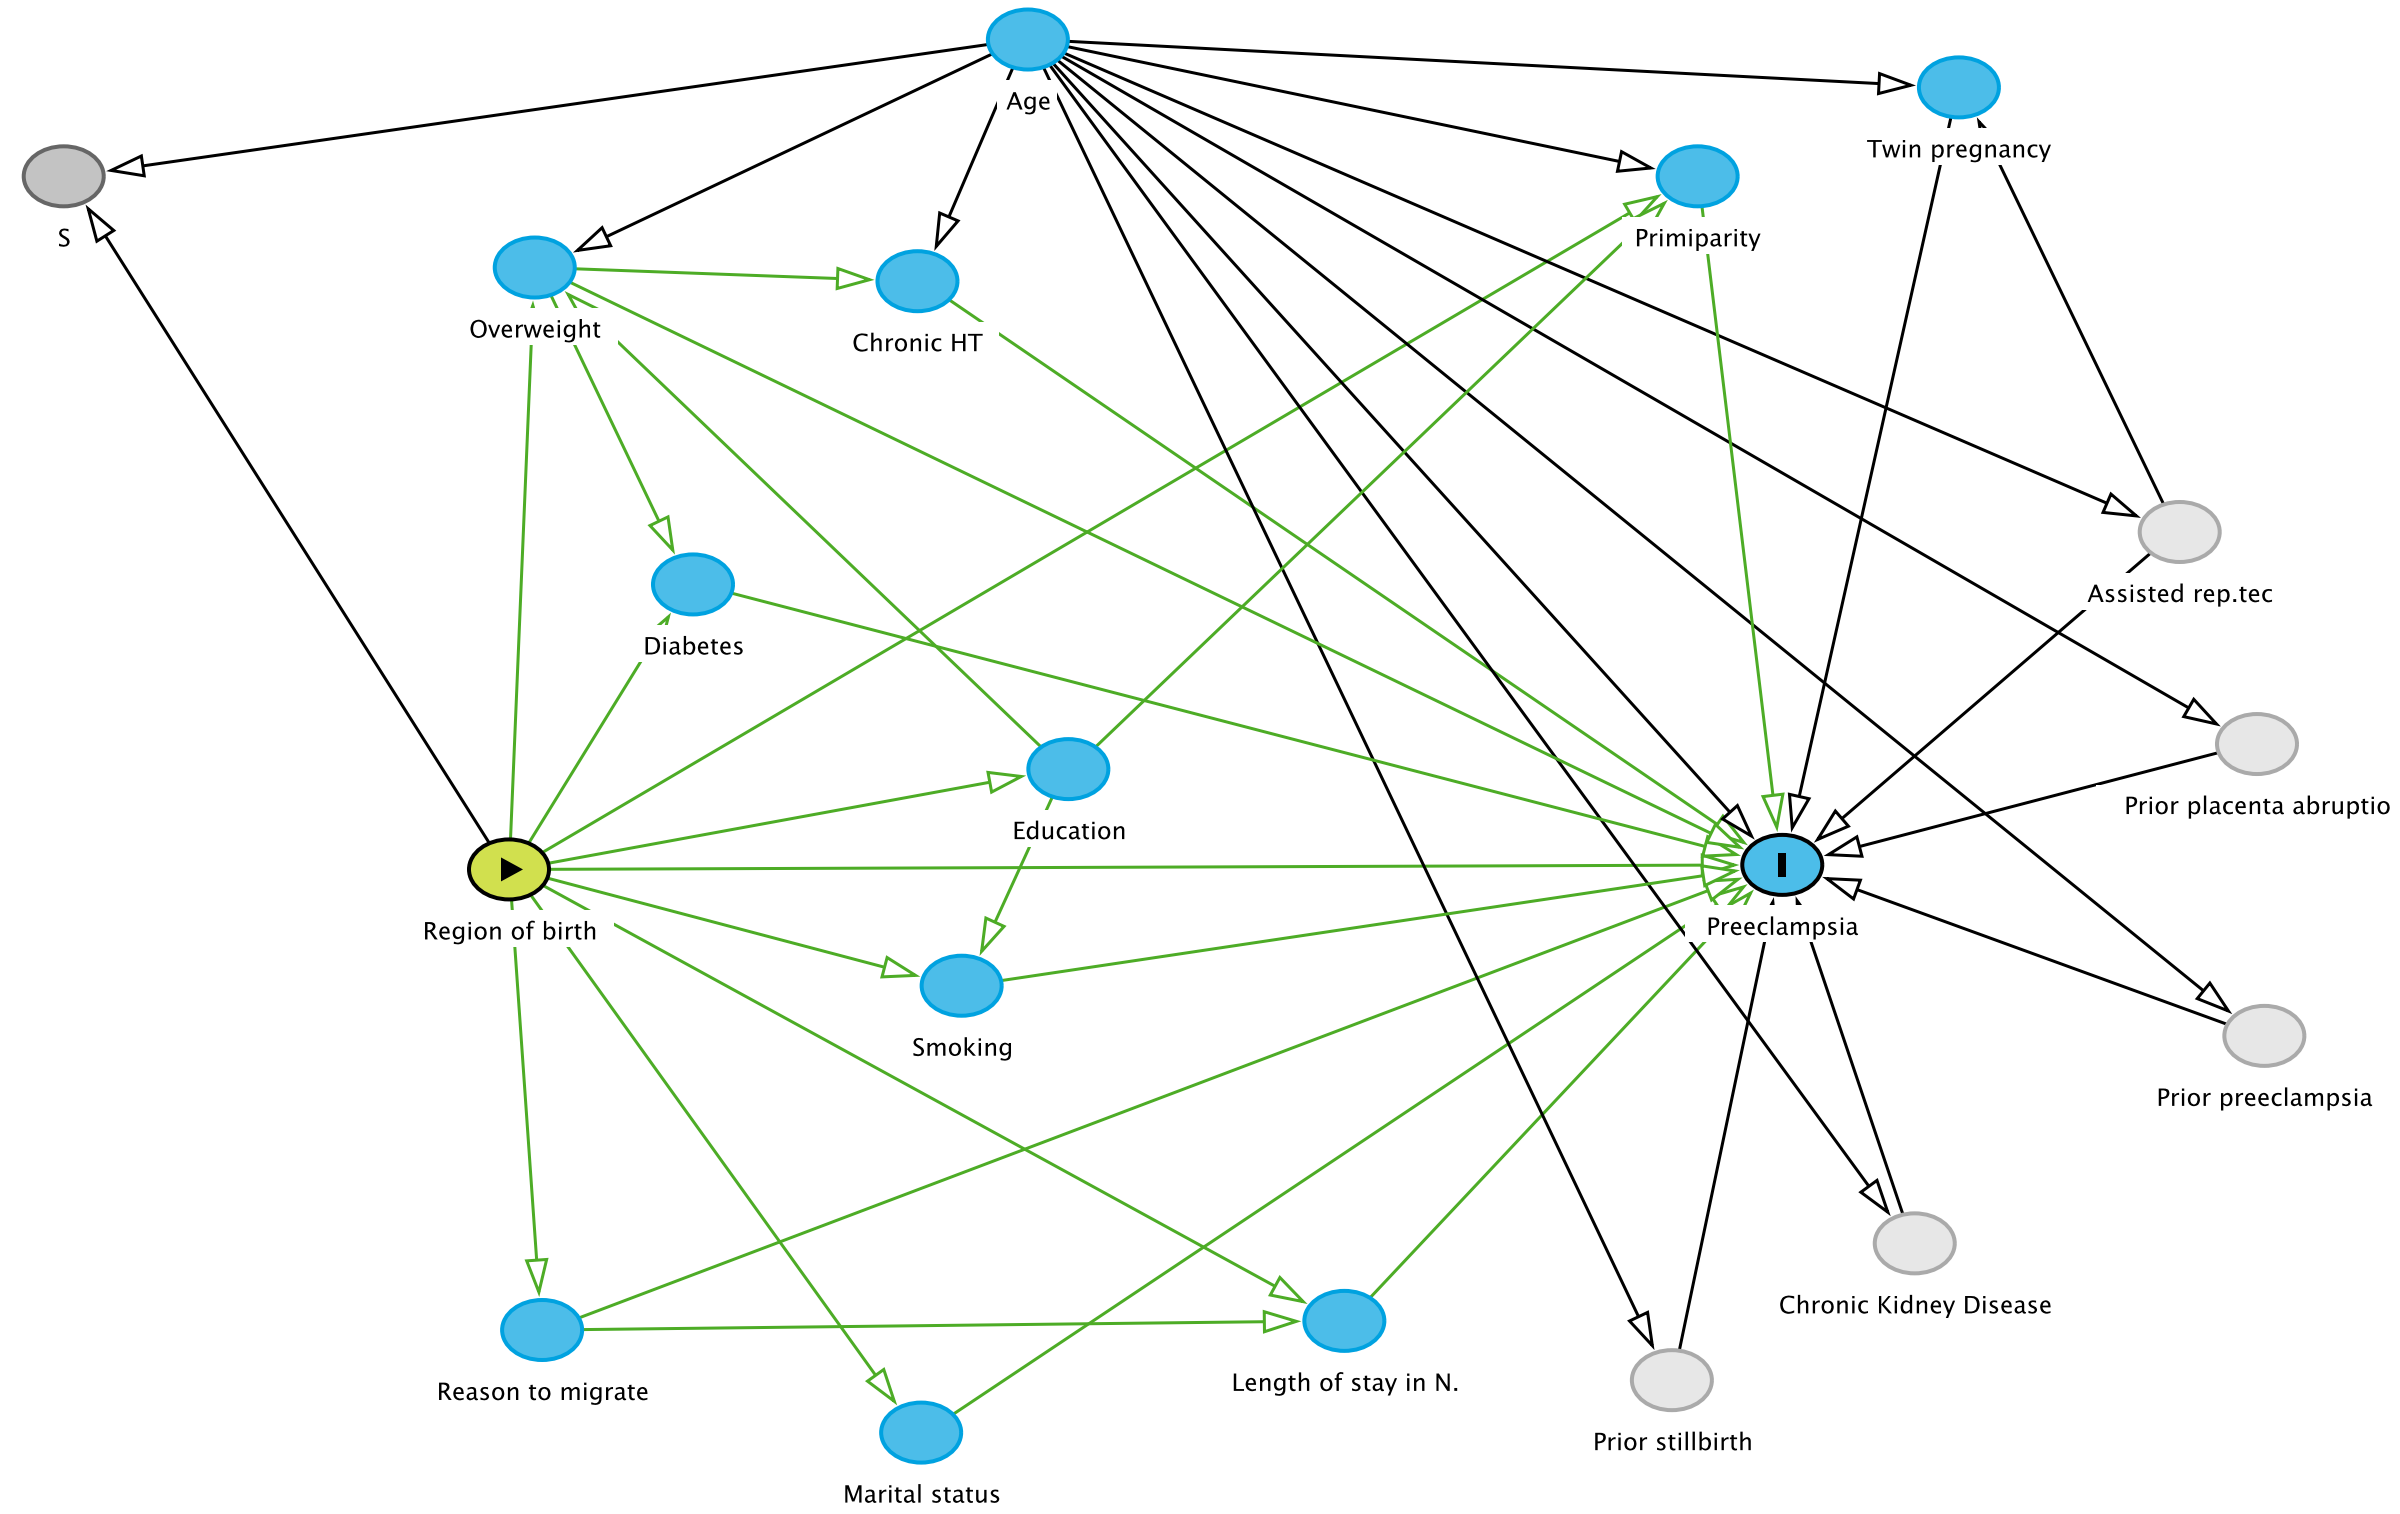 Age
Twin pregnancy
S
Primiparity
Overweight
Chronic HT
Assisted rep.tec
Diabetes
Prior placenta abruptio
Education
Preeclampsia
Region of birth
Smoking
Prior preeclampsia
Chronic Kidney Disease
Length of stay in N.
Reason to migrate
Prior stillbirth
Marital status